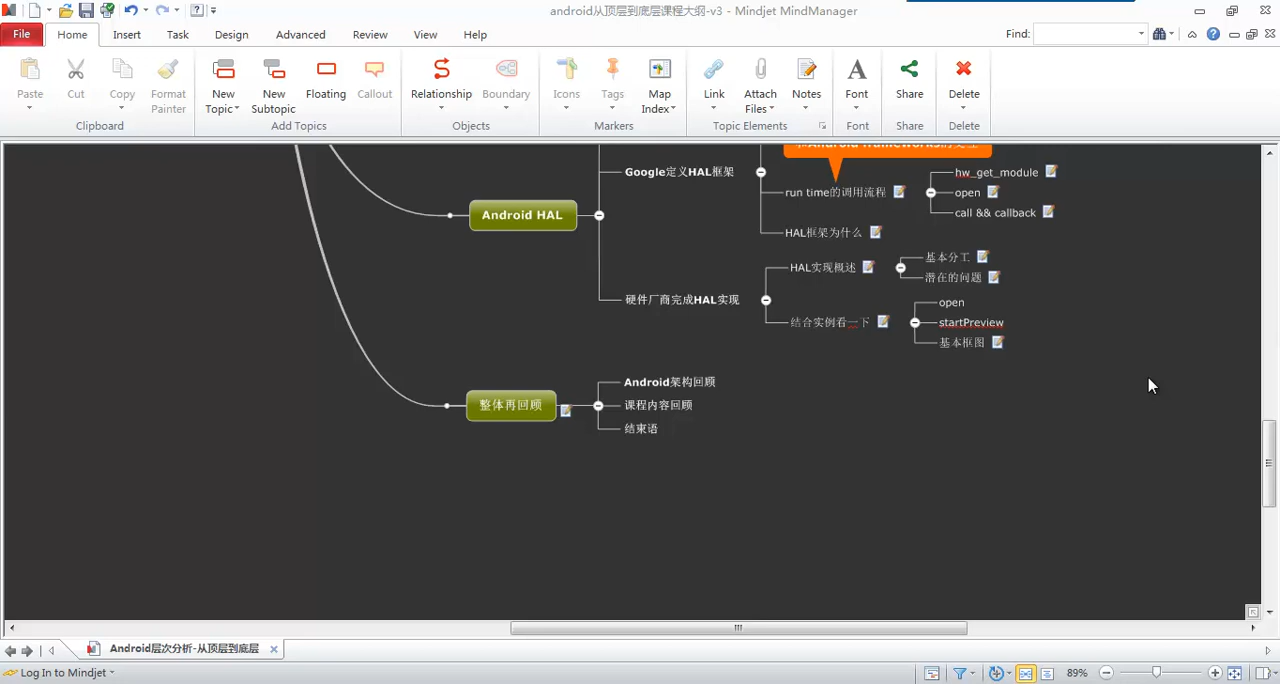 android从顶层到底层课程大纲-v3 - Mindjet MindManager
File Home Insert Task Design Advanced Review View Help Find:
Paste Cut Copy Format Painter
New Topic New Subtopic Floating Callout
Relationship Boundary
Icons Tags Map Index
Link Attach Files Notes
Font Share Delete
Clipboard Add Topics Objects Markers Topic Elements Font Share Delete
Google定义HAL框架
hw_get_module
run time的调用流程
open
call && callback
Android HAL
HAL框架为什么
基本分工
HAL实现概述
潜在的问题
硬件厂商完成HAL实现
open
结合实例看一下
startPreview
基本框图
Android架构回顾
整体再回顾
课程内容回顾
结束语
Android层次分析-从顶层到底层
Log In to Mindjet
89%